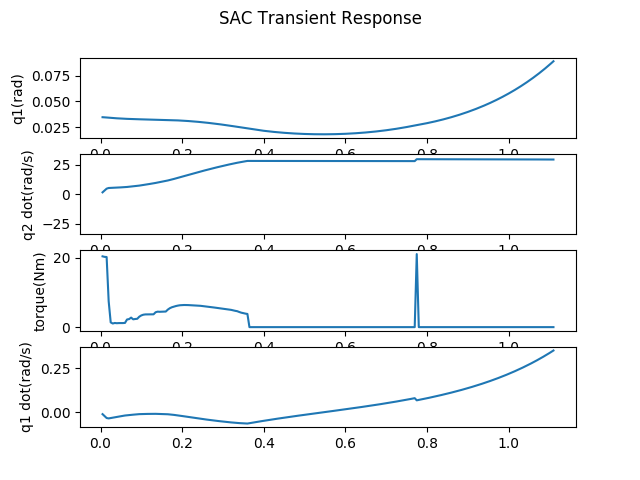 SAC Transient Response
q1(rad)
0.075
0.050
0.025
0.0 0.2 0.4 0.6 0.8 1.0
q2 dot(rad/s)
25
0
−25
0.0 0.2 0.4 0.6 0.8 1.0
torque(Nm)
20
0
0.0 0.2 0.4 0.6 0.8 1.0
q1 dot(rad/s)
0.25
0.00
0.0 0.2 0.4 0.6 0.8 1.0